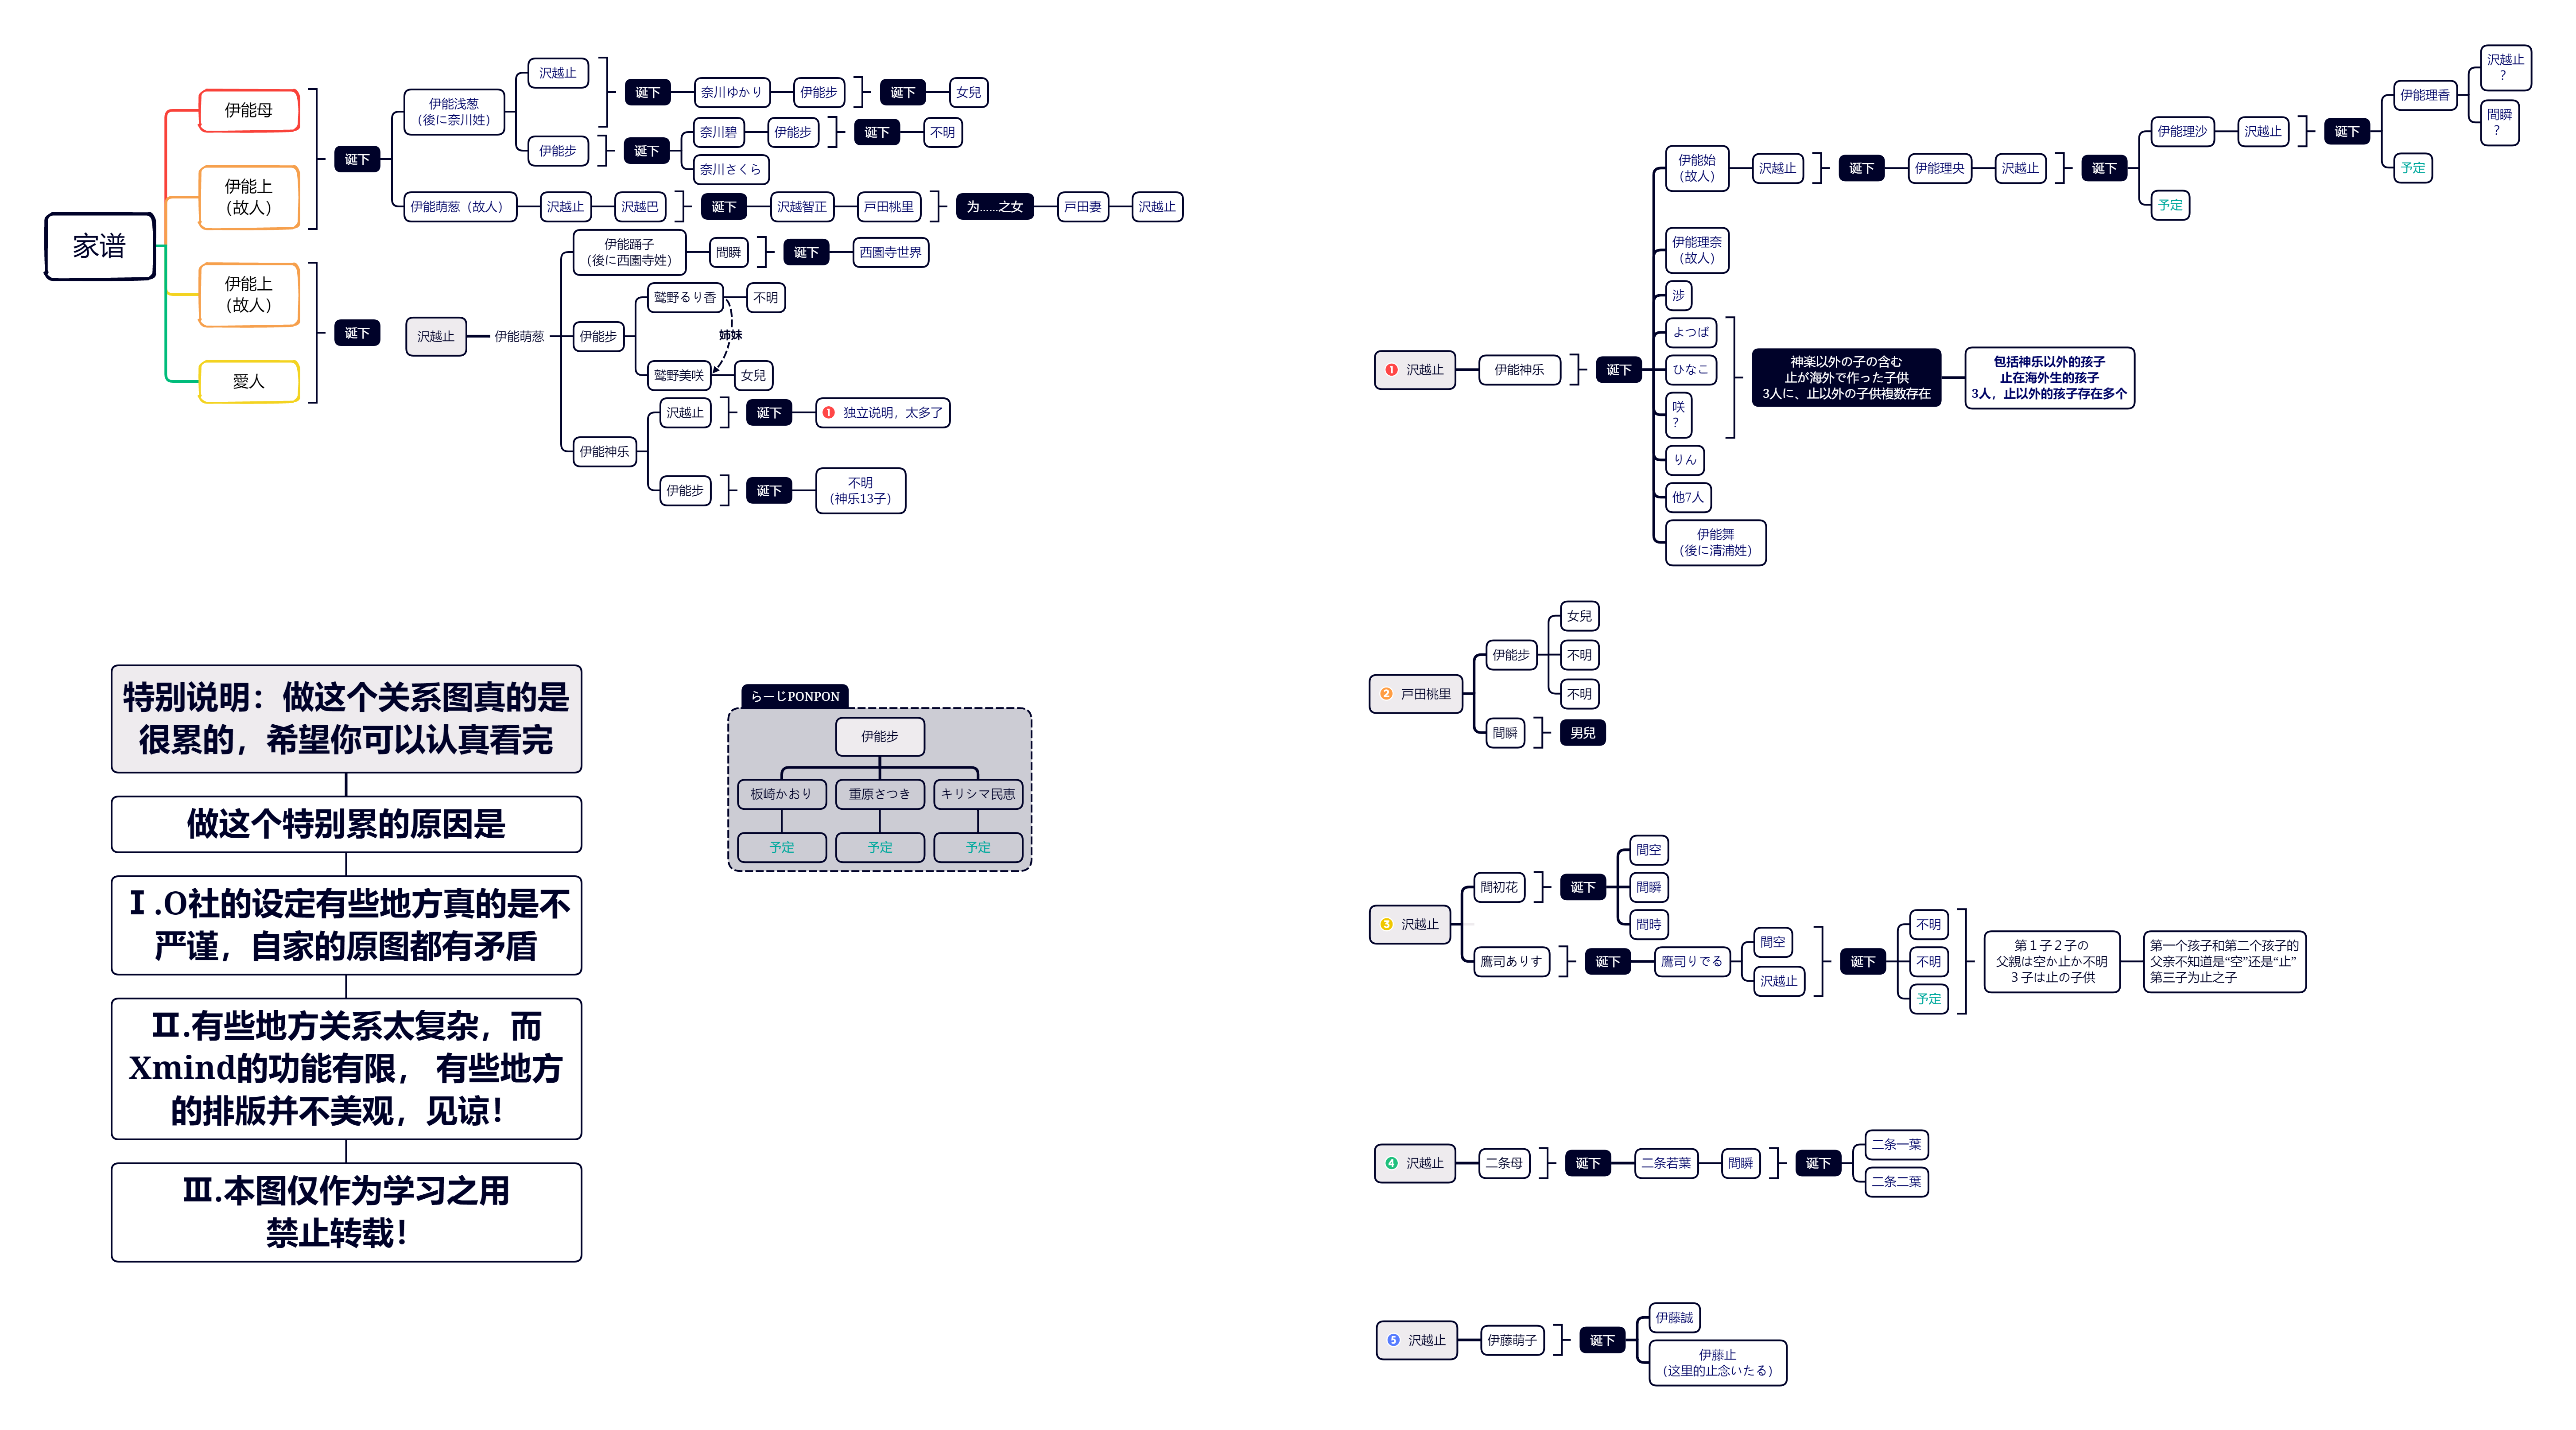 家谱
伊能母
伊能上
（故人）
诞下
伊能浅葱
（後に奈川姓）
沢越止
诞下
奈川ゆかり
伊能步
诞下
女兒
伊能步
诞下
奈川碧
伊能步
诞下
不明
奈川さくら
伊能萌葱（故人）
沢越止
沢越巴
诞下
沢越智正
戸田桃里
为……之女
戸田妻
沢越止
伊能上
（故人）
愛人
诞下
沢越止
伊能萌葱
伊能踊子
（後に西園寺姓）
間瞬
诞下
西園寺世界
伊能步
鷲野るり香
不明
姉妹
鷲野美咲
女兒
伊能神乐
沢越止
诞下
1 独立说明，太多了
伊能步
诞下
不明
（神乐13子）
1 沢越止
伊能神乐
诞下
伊能始
（故人）
沢越止
诞下
伊能理央
沢越止
诞下
伊能理沙
沢越止
诞下
伊能理香
沢越止
？
間瞬
？
予定
予定
伊能理奈
（故人）
渉
よつば
ひなこ
咲
？
神楽以外の子の含む
止が海外で作った子供
3人に、止以外の子供複数存在
包括神乐以外的孩子
止在海外生的孩子
3人，止以外的孩子存在多个
りん
他7人
伊能舞
（後に清浦姓）
2 戸田桃里
伊能步
女兒
不明
不明
間瞬
男兒
特别说明：做这个关系图真的是
很累的，希望你可以认真看完
做这个特别累的原因是
Ⅰ.O社的设定有些地方真的是不
严谨，自家的原图都有矛盾
Ⅱ.有些地方关系太复杂，而
Xmind的功能有限， 有些地方
的排版并不美观，见谅！
Ⅲ.本图仅作为学习之用
禁止转载！
らーじPONPON
伊能步
板崎かおり
重原さつき
キリシマ民恵
予定
予定
予定
3 沢越止
間初花
诞下
間空
間瞬
間時
鷹司ありす
诞下
鷹司りでる
間空
沢越止
诞下
不明
不明
予定
第１子２子の
父親は空か止か不明
３子は止の子供
第一个孩子和第二个孩子的
父亲不知道是“空”还是“止”
第三子为止之子
4 沢越止
二条母
诞下
二条若葉
間瞬
诞下
二条一葉
二条二葉
5 沢越止
伊藤萌子
诞下
伊藤誠
伊藤止
（这里的止念いたる）